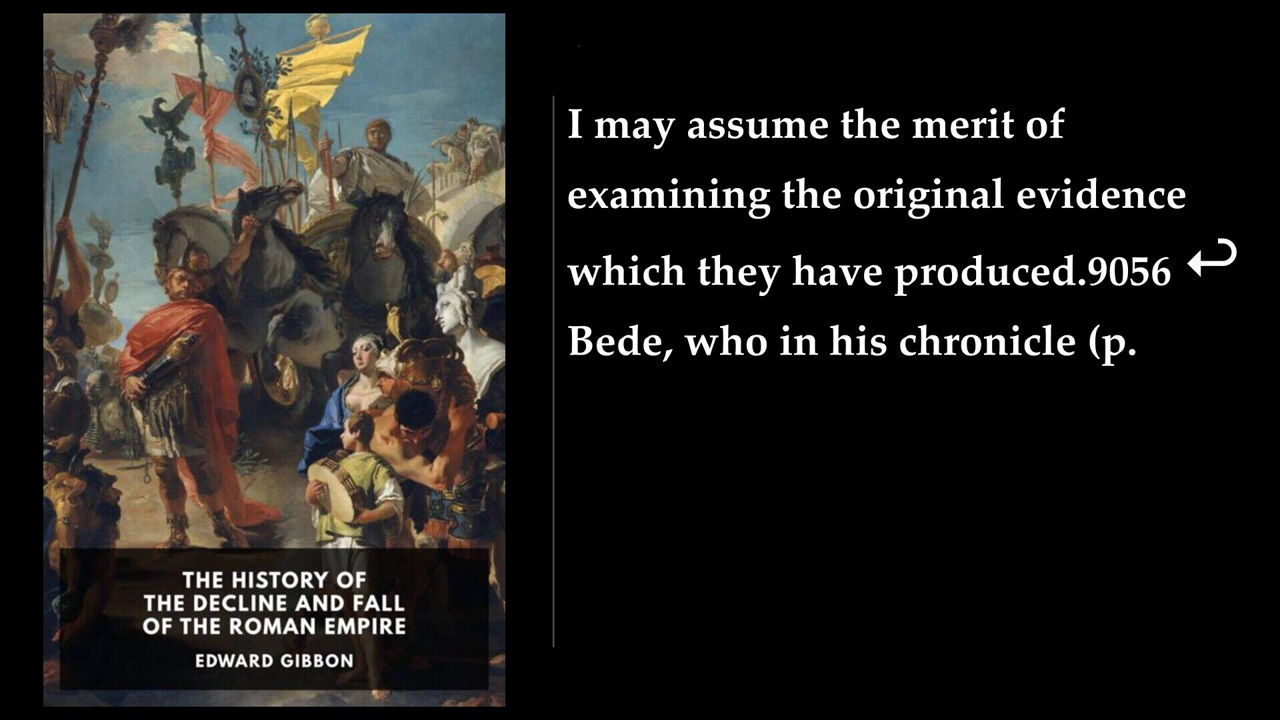 THE HISTORY OF
THE DECLINE AND FALL
OF THE ROMAN EMPIRE
EDWARD GIBBON
I may assume the merit of
examining the original evidence
which they have produced.9056 ↩
Bede, who in his chronicle (p.